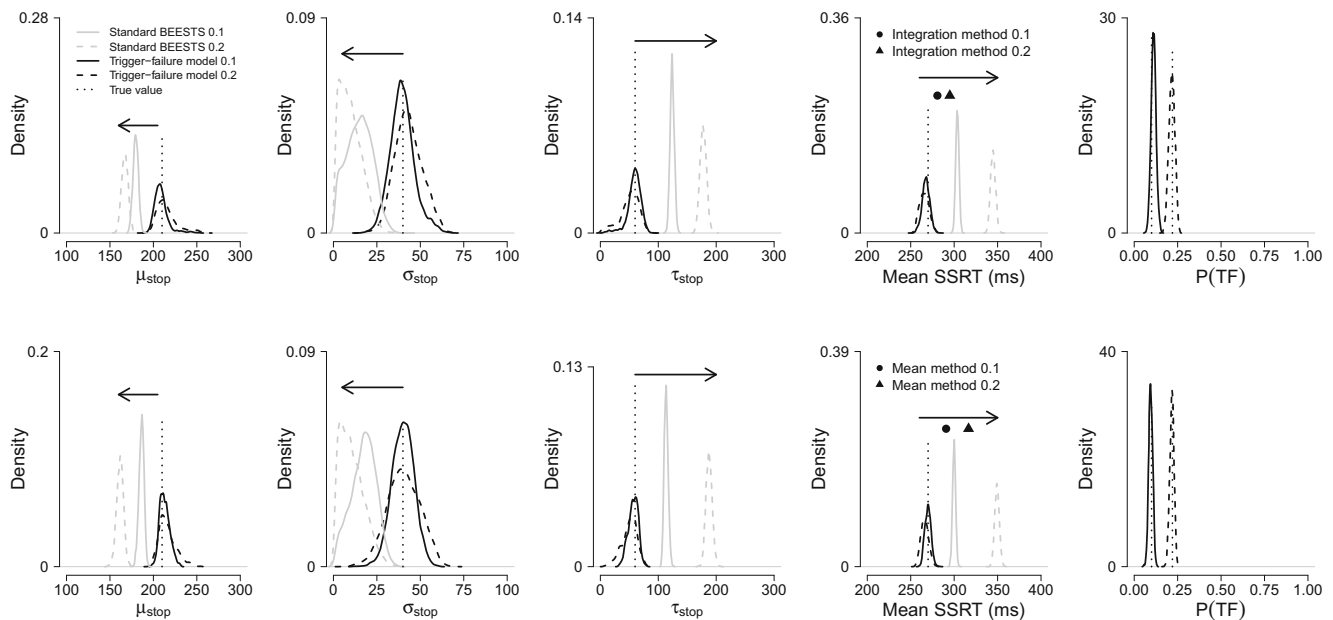 0.28
Density
0
100 150 200 250 300
μstop
Standard BEESTS 0.1
Standard BEESTS 0.2
Trigger−failure model 0.1
Trigger−failure model 0.2
True value
0.09
Density
0
0 25 50 75 100
σstop
0.14
Density
0
0 100 200 300
τstop
0.36
Density
0
200 250 300 350 400
Mean SSRT (ms)
Integration method 0.1
Integration method 0.2
30
Density
0
0.00 0.25 0.50 0.75 1.00
P(TF)
0.2
Density
0
100 150 200 250 300
μstop
0.09
Density
0
0 25 50 75 100
σstop
0.13
Density
0
0 100 200 300
τstop
0.39
Density
0
200 250 300 350 400
Mean SSRT (ms)
Mean method 0.1
Mean method 0.2
40
Density
0
0.00 0.25 0.50 0.75 1.00
P(TF)